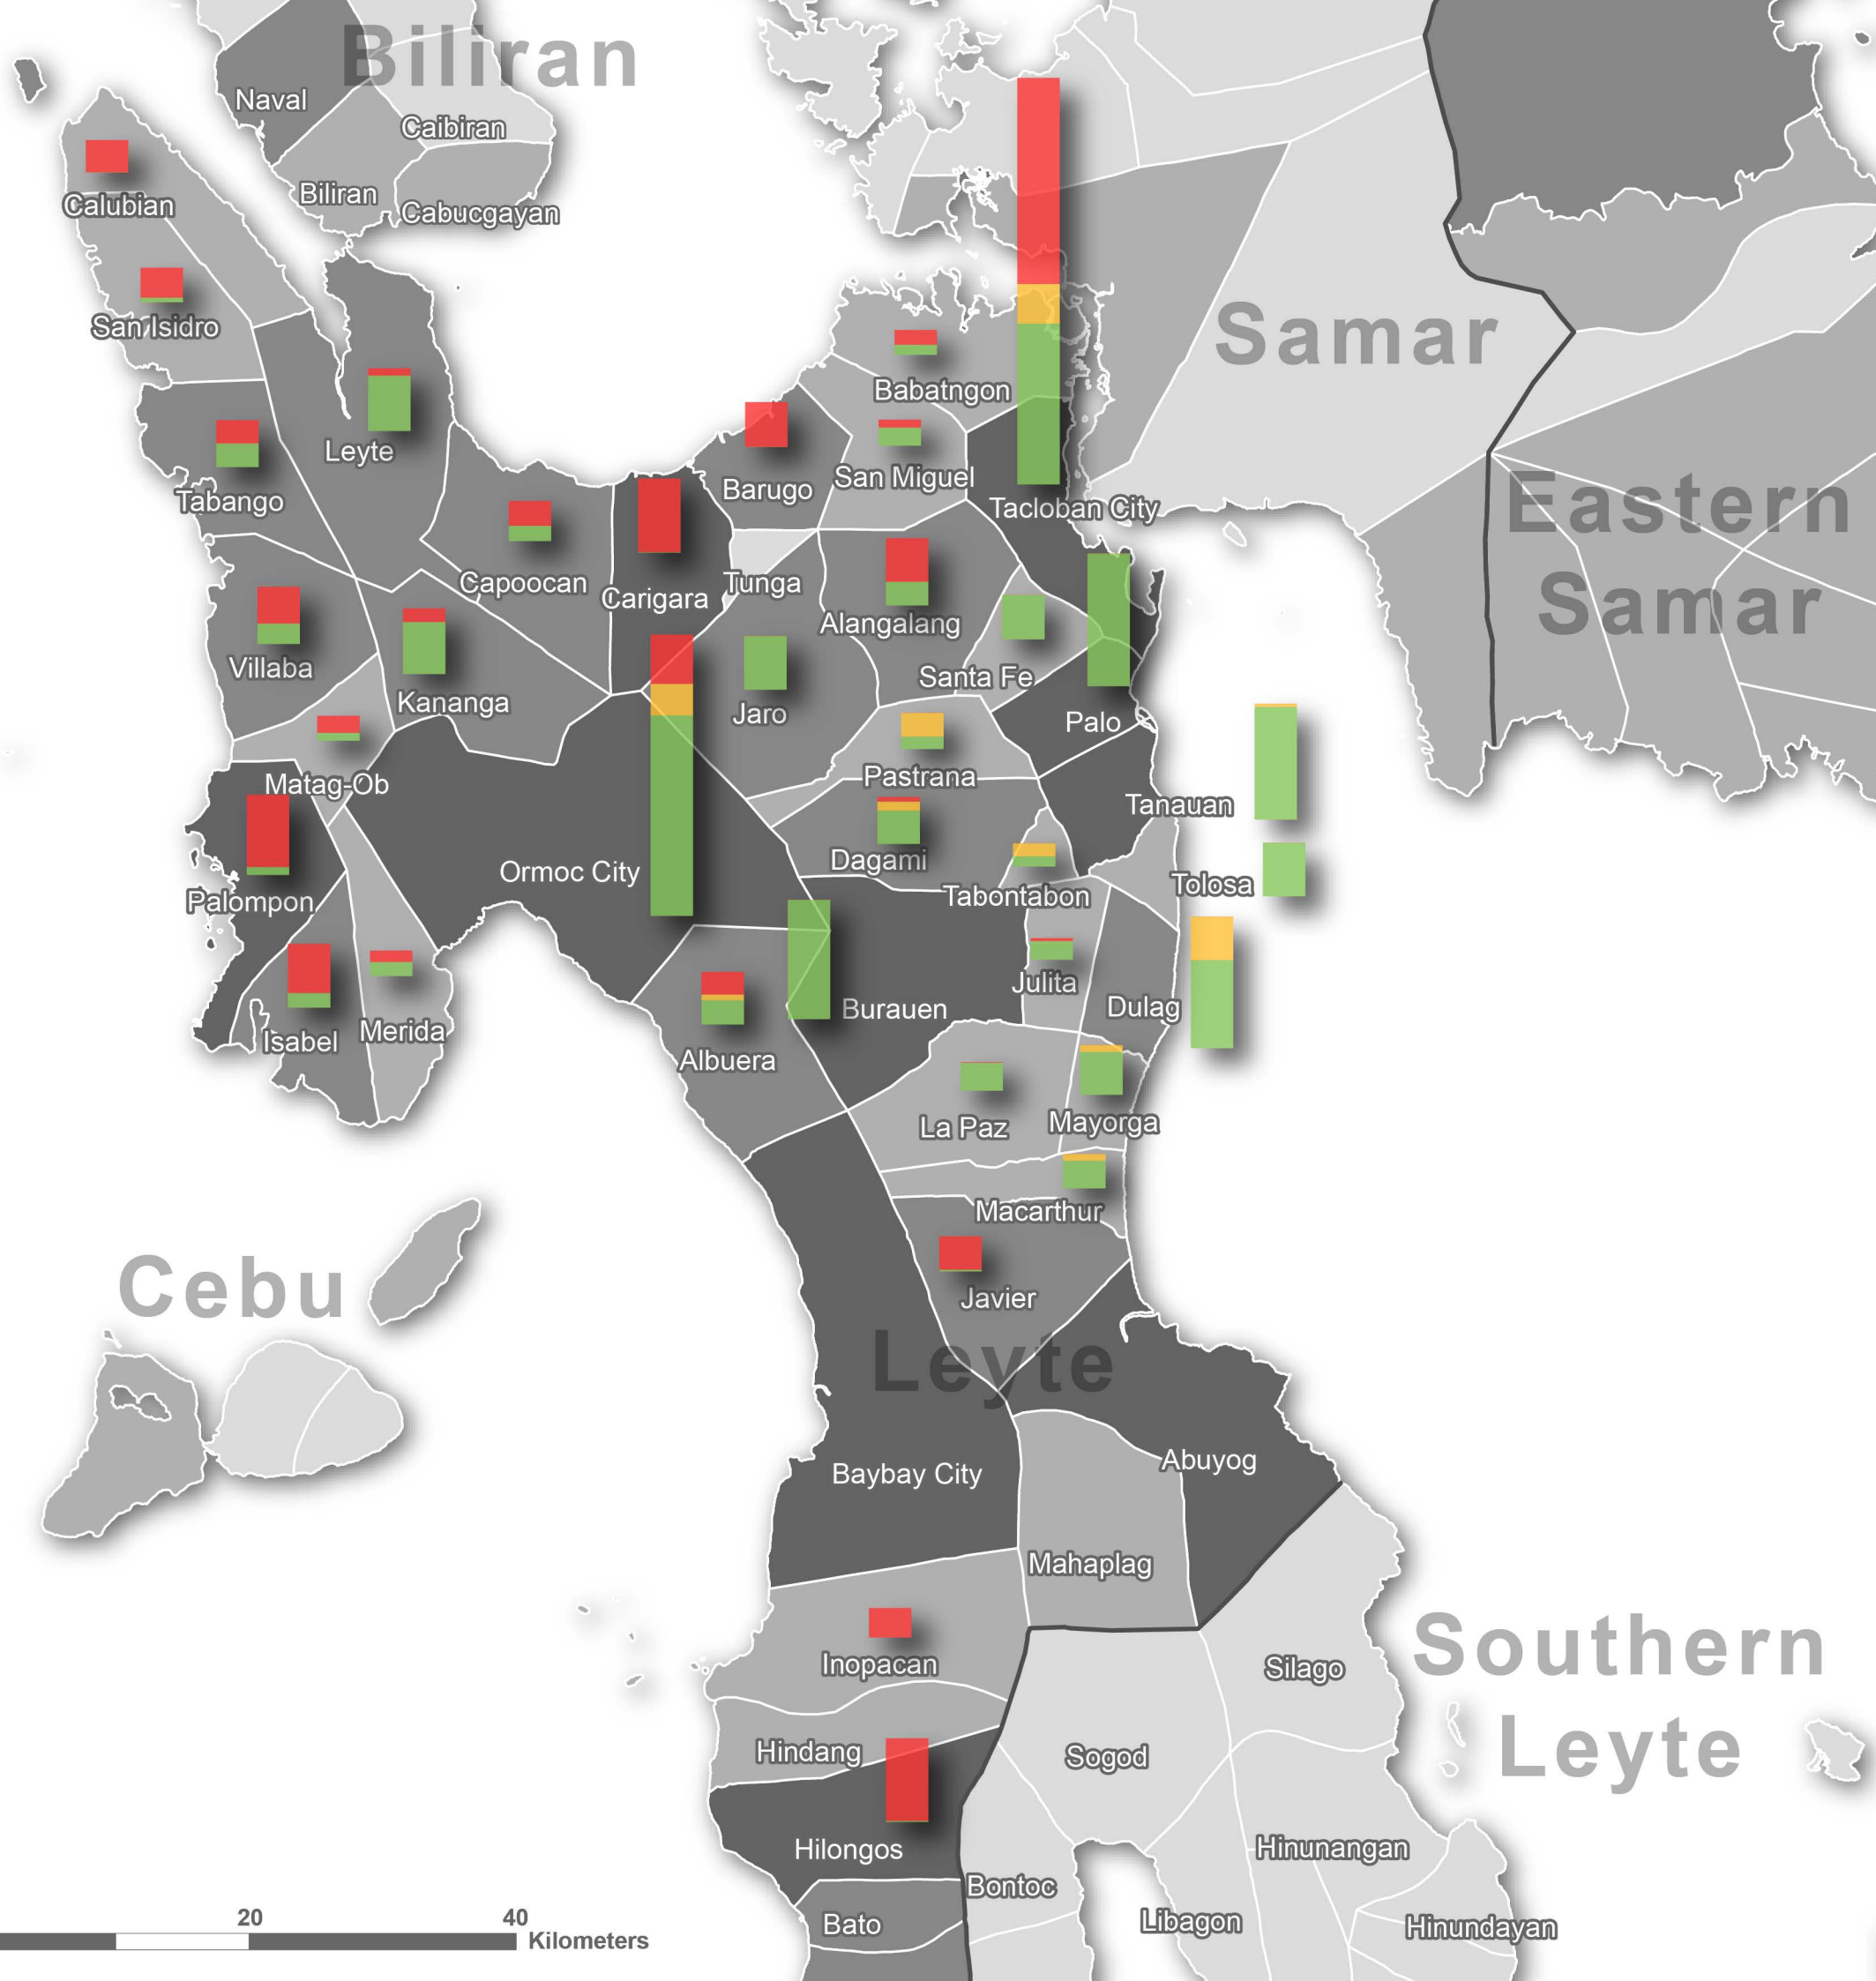 Biliran
Naval
Caibiran
Biliran
Cabucgayan
Calubian
San Isidro
Samar
Babatngon
Leyte
Tabango
San Miguel
Barugo
Tacloban City
Eastern
Samar
Capoocan
Carigara
Tunga
Alangalang
Villaba
Kananga
Santa Fe
Jaro
Palo
Matag-Ob
Pastrana
Tanauan
Dagami
Ormoc City
Tolosa
Tabontabon
Palompon
Julita
Burauen
Dulag
Isabel
Merida
Albuera
La Paz
Mayorga
Macarthur
Cebu
Javier
Leyte
Abuyog
Baybay City
Mahaplag
Inopacan
Silago
Southern
Leyte
Hindang
Sogod
Hilongos
Hinunangan
Bontoc
Bato
Libagon
Hinundayan
20
40
Kilometers